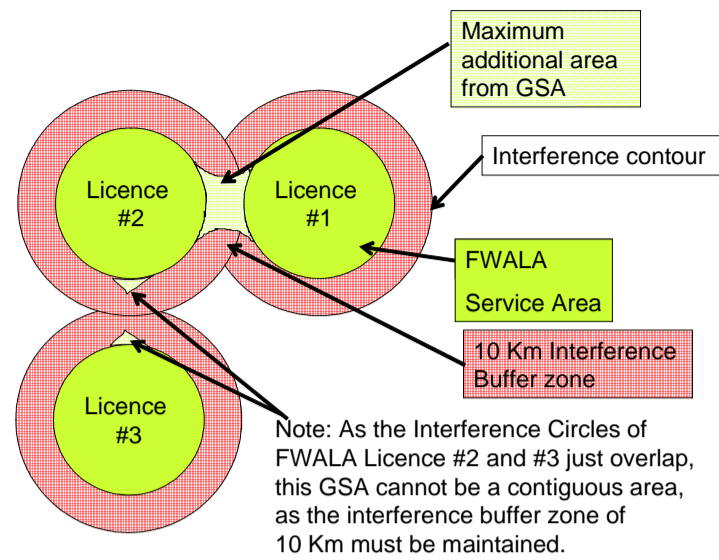 Maximum
additional area
from GSA
Interference contour
Licence
#2
Licence
#1
FWALA
Service Area
10 Km Interference
Buffer zone
Licence
#3
Note: As the Interference Circles of
FWALA Licence #2 and #3 just overlap,
this GSA cannot be a contiguous area,
as the interference buffer zone of
10 Km must be maintained.